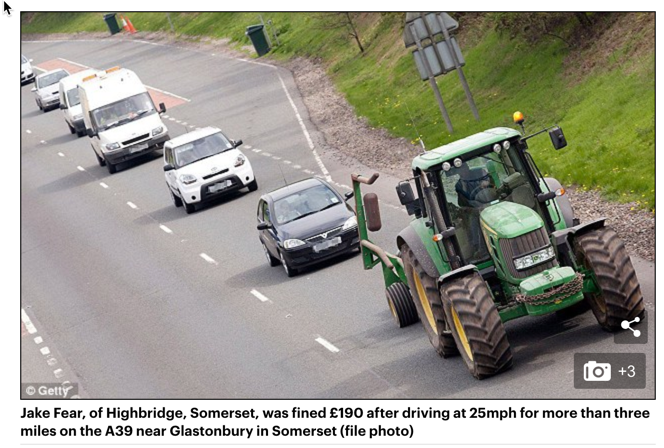 +3
© Getty
Jake Fear, of Highbridge, Somerset, was fined £190 after driving at 25mph for more than three
miles on the A39 near Glastonbury in Somerset (file photo)